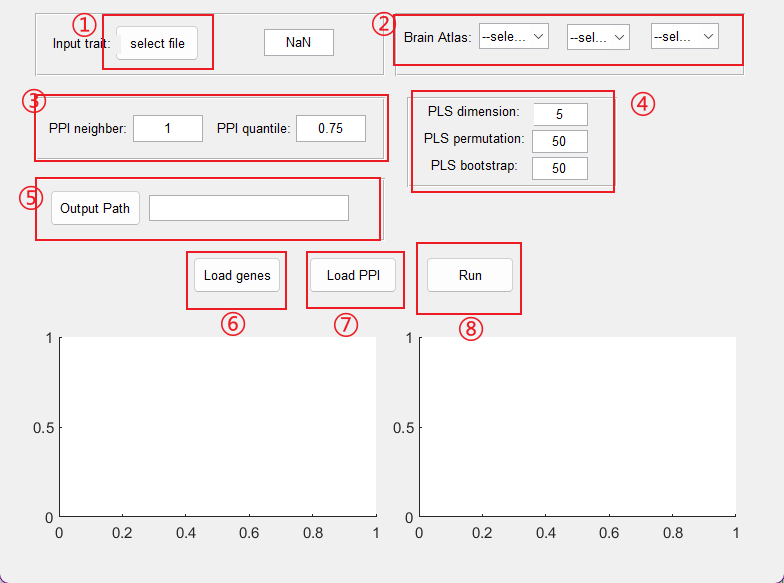 ①
Input trait: select file NaN
②
Brain Atlas: --sele... --sel... --sel...
③
PPI neighber: 1 PPI quantile: 0.75
④
PLS dimension: 5
PLS permutation: 50
PLS bootstrap: 50
⑤
Output Path
Load genes Load PPI Run
⑥ ⑦ ⑧
1
0.5
0
0 0.2 0.4 0.6 0.8 1
1
0.5
0
0 0.2 0.4 0.6 0.8 1